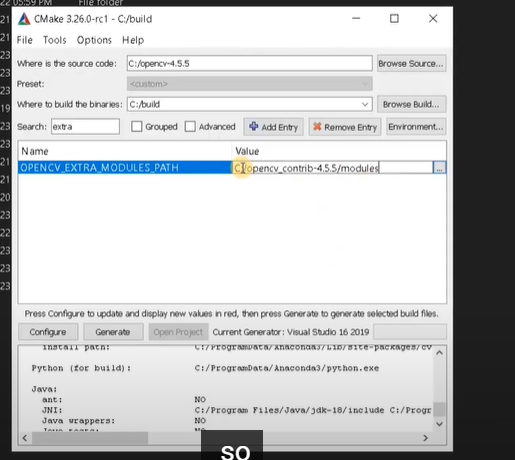 22 05:59 PM File folder
CMake 3.26.0-rc1 - C:/build
File Tools Options Help
Where is the source code: C:/opencv-4.5.5 Browse Source...
Preset: <custom>
Where to build the binaries: C:/build Browse Build...
Search: extra Grouped Advanced Add Entry Remove Entry Environment...
Name Value
OPENCV_EXTRA_MODULES_PATH C:/opencv_contrib-4.5.5/modules ...
Press Configure to update and display new values in red, then press Generate to generate selected build files.
Configure Generate Open Project Current Generator: Visual Studio 16 2019
install path: C:/ProgramData/Anaconda3/Lib/site-packages/cv
Python (for build): C:/ProgramData/Anaconda3/python.exe
Java:
ant: NO
JNI: C:/Program Files/Java/jdk-18/include C:/Progr
Java wrappers: NO
Java tests: NO
so